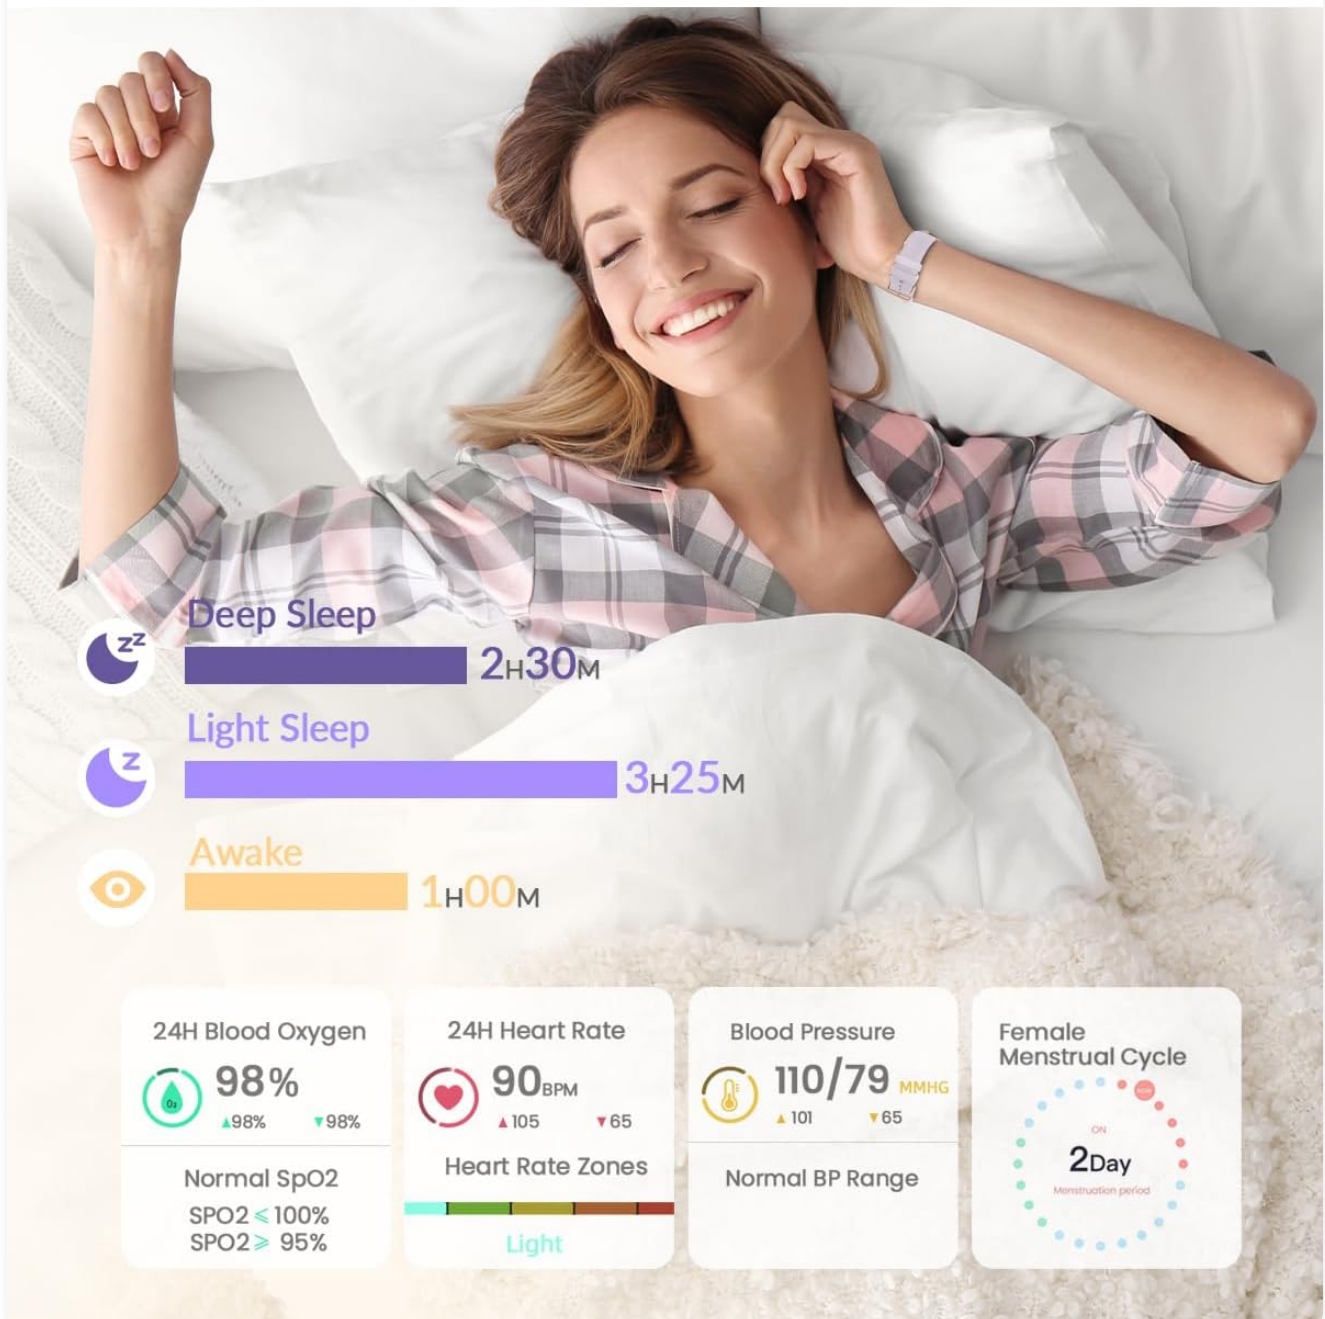 Deep Sleep
zz
2H30M
Light Sleep
z
3H25M
Awake
1H00M
24H Blood Oxygen
O₂
98%
▲98% ▼98%
Normal SpO2
SPO2 ⩽ 100%
SPO2 ⩾ 95%
24H Heart Rate
90BPM
▲105 ▼65
Heart Rate Zones
Light
Blood Pressure
110/79 MMHG
▲101 ▼65
Normal BP Range
Female
Menstrual Cycle
ON
2Day
Menstruation period